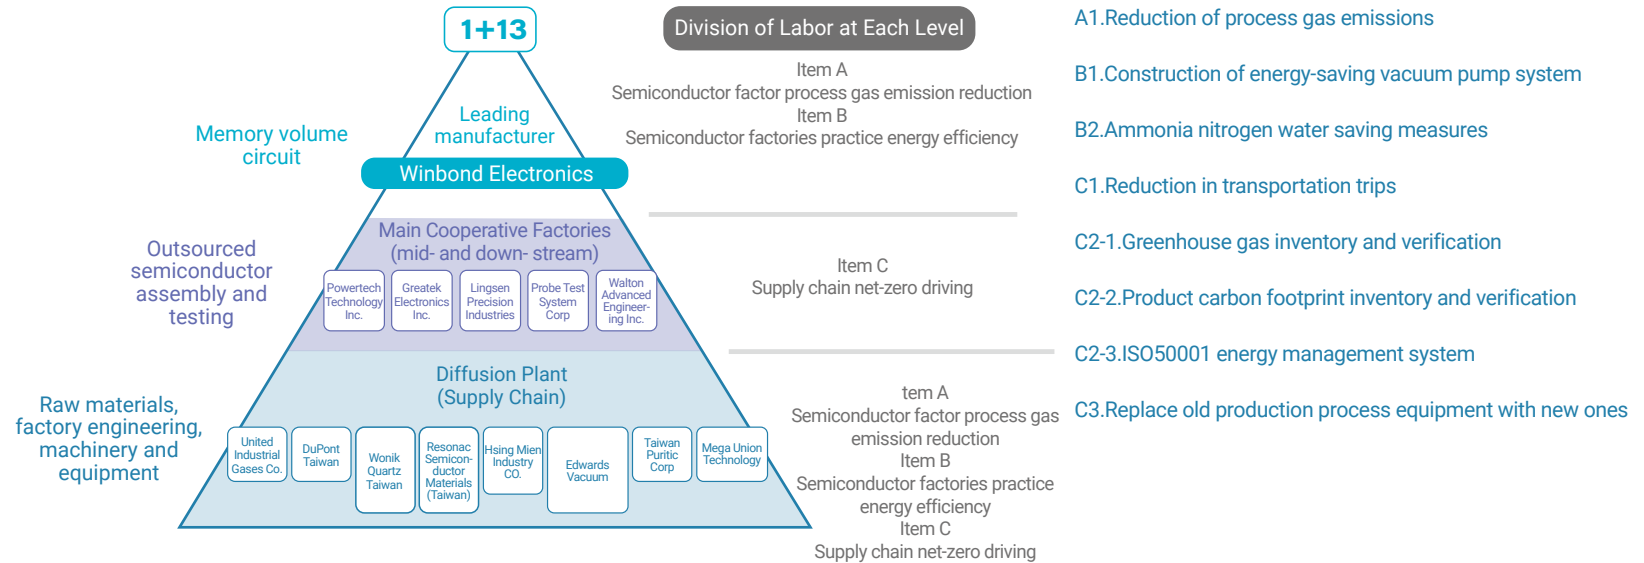 1+13
Leading
manufacturer
Memory volume
circuit
Winbond Electronics
Main Cooperative Factories
(mid- and down- stream)
Outsourced
semiconductor
assembly and
testing
Powertech
Technology
Inc.
Greatek
Electronics
Inc.
Lingsen
Precision
Industries
Probe Test
System
Corp
Walton
Advanced
Engineer-
ing Inc.
Diffusion Plant
(Supply Chain)
Raw materials,
factory engineering,
machinery and
equipment
United
Industrial
Gases Co.
DuPont
Taiwan
Wonik
Quartz
Taiwan
Resonac
Semicon-
ductor
Materials
(Taiwan)
Hsing Mien
Industry
CO.
Edwards
Vacuum
Taiwan
Puritic
Corp
Mega Union
Technology
Division of Labor at Each Level
Item A
Semiconductor factor process gas emission reduction
Item B
Semiconductor factories practice energy efficiency
Item C
Supply chain net-zero driving
tem A
Semiconductor factor process gas
emission reduction
Item B
Semiconductor factories practice
energy efficiency
Item C
Supply chain net-zero driving
A1.Reduction of process gas emissions
B1.Construction of energy-saving vacuum pump system
B2.Ammonia nitrogen water saving measures
C1.Reduction in transportation trips
C2-1.Greenhouse gas inventory and verification
C2-2.Product carbon footprint inventory and verification
C2-3.ISO50001 energy management system
C3.Replace old production process equipment with new ones